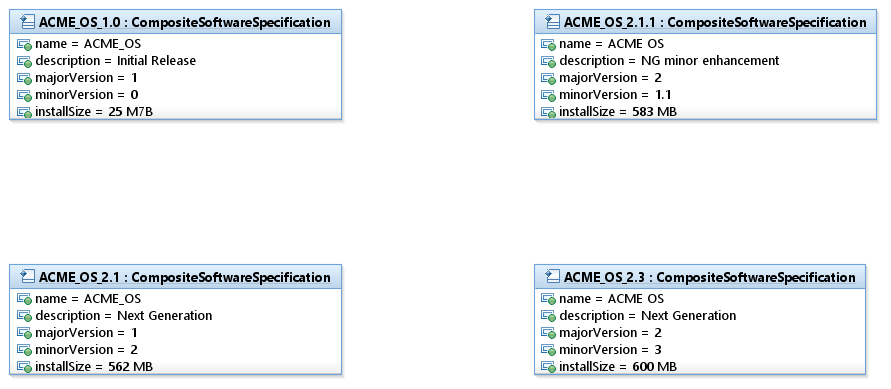 ACME_OS_1.0 : CompositeSoftwareSpecification
name = ACME_OS
description = Initial Release
majorVersion = 1
minorVersion = 0
installSize = 25 M7B
ACME_OS_2.1.1 : CompositeSoftwareSpecification
name = ACME OS
description = NG minor enhancement
majorVersion = 2
minorVersion = 1.1
installSize = 583 MB
ACME_OS_2.1 : CompositeSoftwareSpecification
name = ACME_OS
description = Next Generation
majorVersion = 1
minorVersion = 2
installSize = 562 MB
ACME_OS_2.3 : CompositeSoftwareSpecification
name = ACME OS
description = Next Generation
majorVersion = 2
minorVersion = 3
installSize = 600 MB